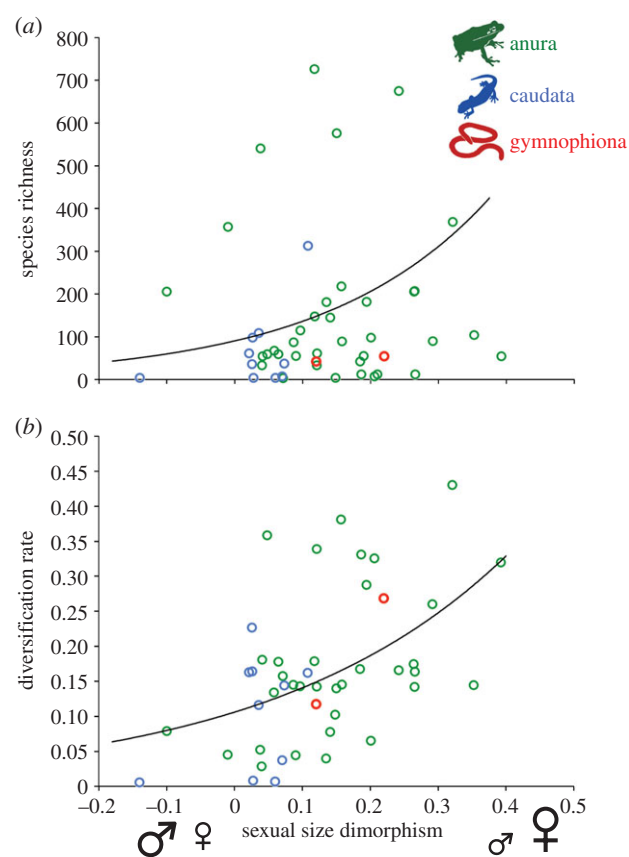 (a)
800
700
600
500
400
300
200
100
0
species richness
anura
caudata
gymnophiona
(b)
0.50
0.45
0.40
0.35
0.30
0.25
0.20
0.15
0.10
0.05
0
diversification rate
−0.2 −0.1 0 0.1 0.2 0.3 0.4 0.5
sexual size dimorphism
♂ ♀ ♂ ♀